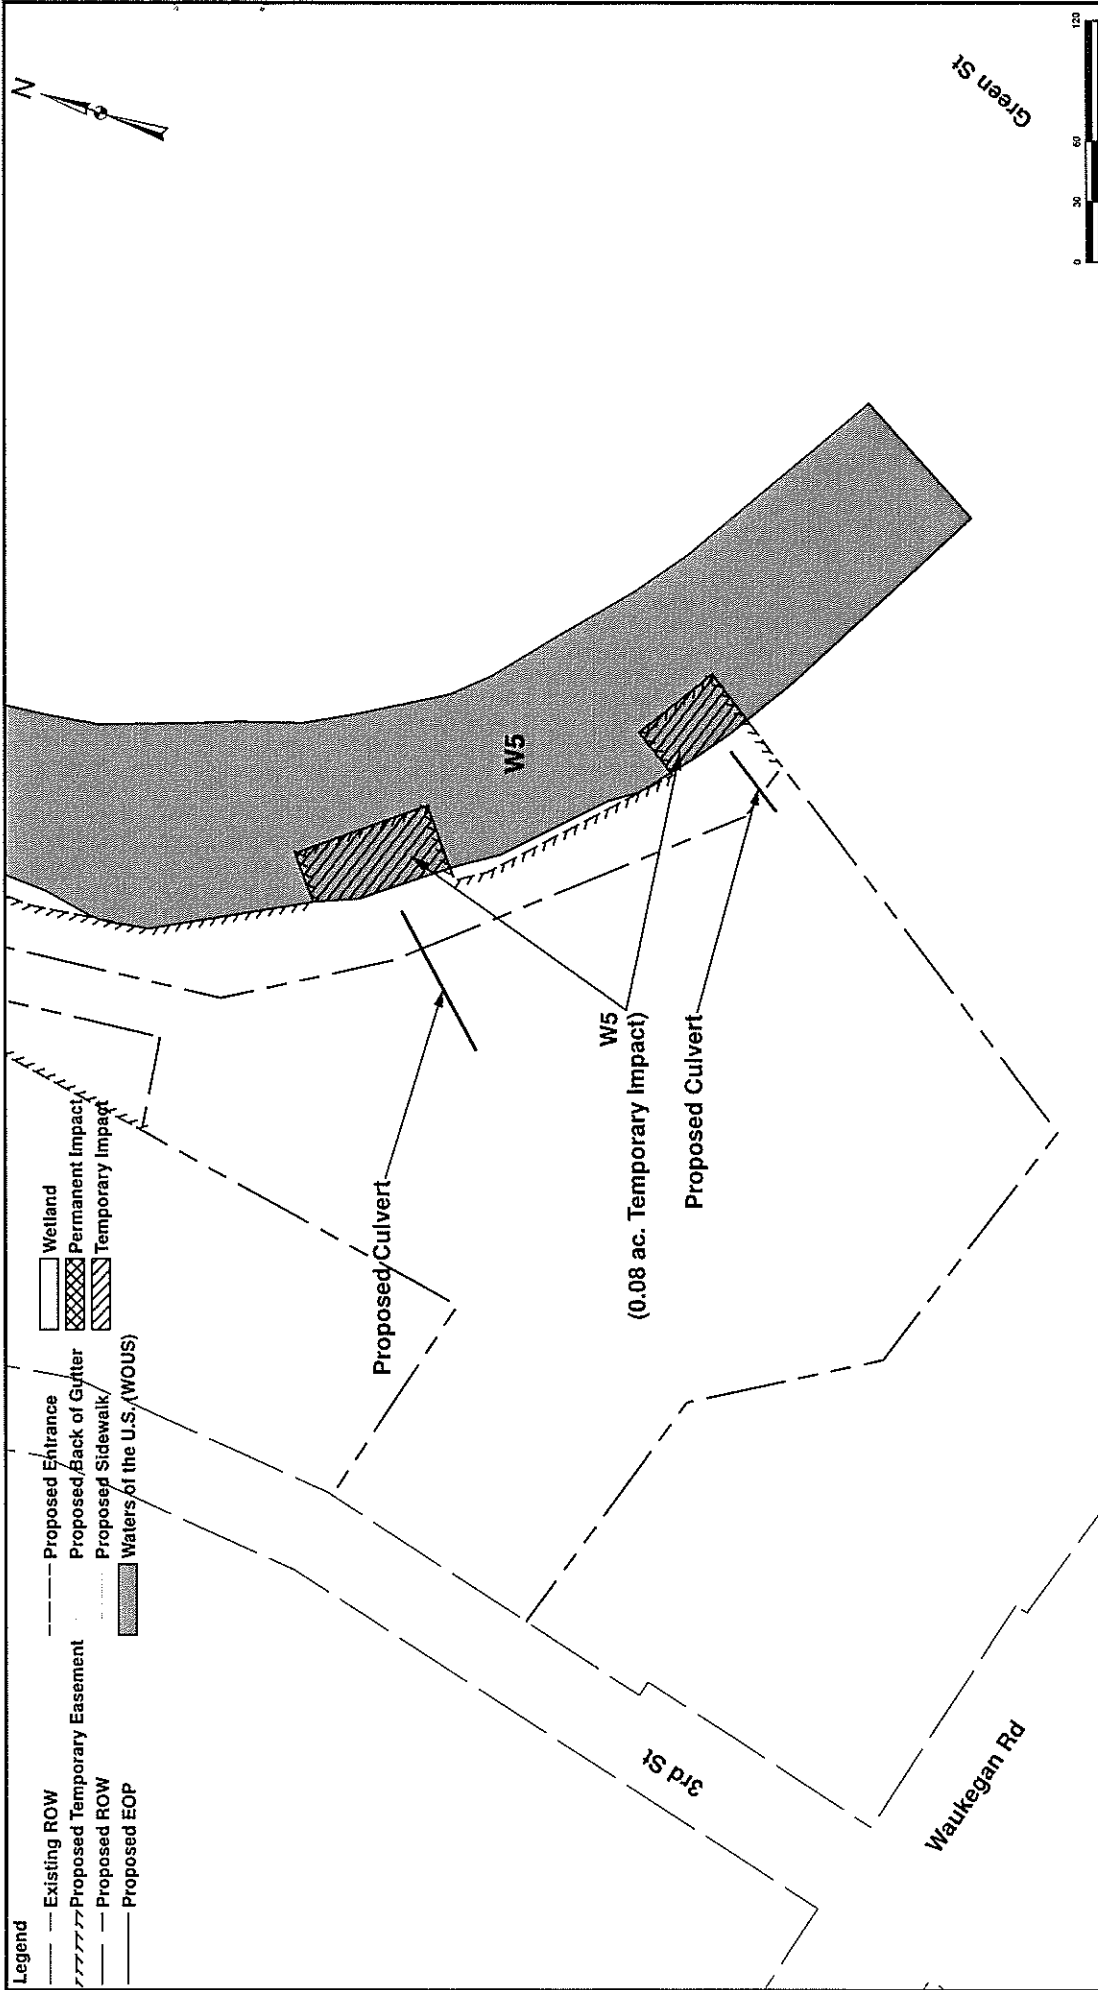 Legend
Existing ROW
Proposed Temporary Easement
Proposed ROW
Proposed EOP
Proposed Entrance
Proposed Back of Gutter
Proposed Sidewalk
Waters of the U.S. (WOUS)
Wetland
Permanent Impact
Temporary Impact
N
Proposed Culvert
W5
W5
(0.08 ac. Temporary Impact)
Proposed Culvert
3rd St
Waukegan Rd
Green St
0 30 60 120